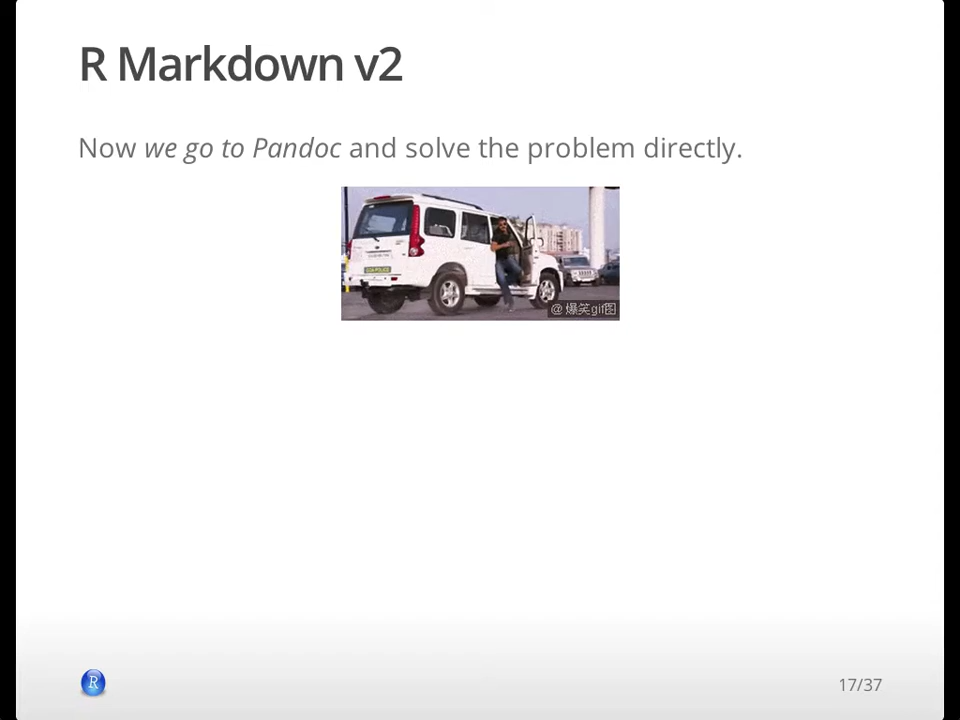 R Markdown v2
Now we go to Pandoc and solve the problem directly.
@ 爆笑gif图
R
17/37